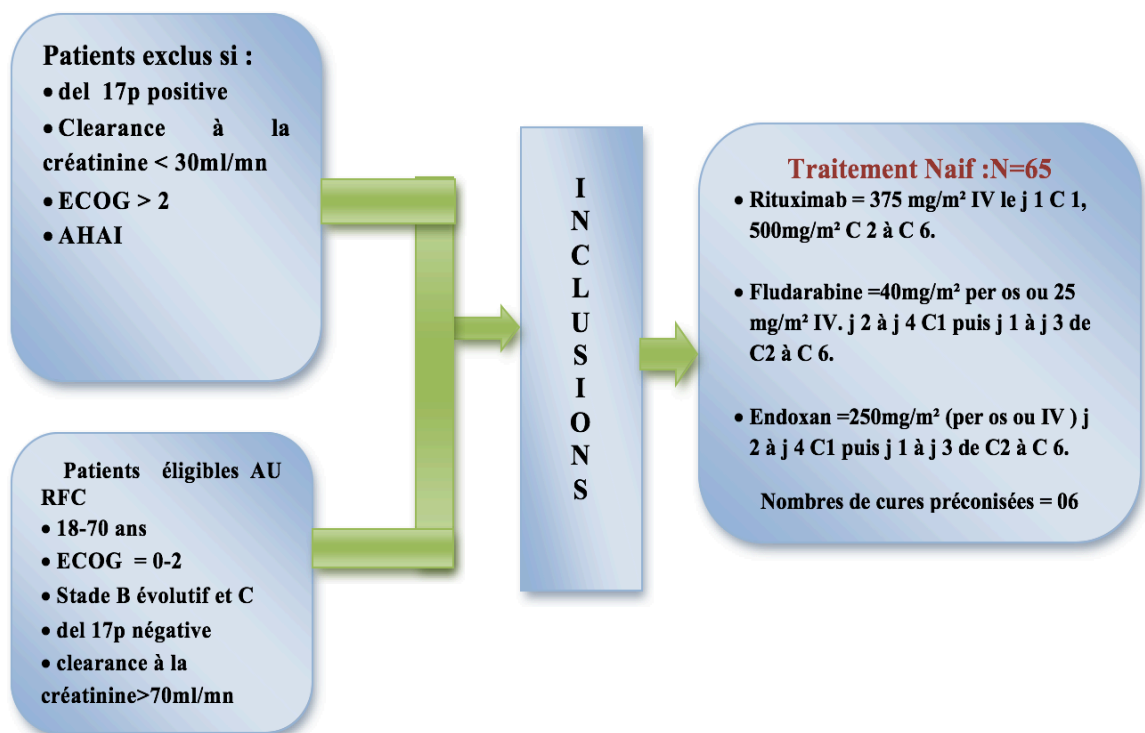 Patients exclus si :
• del 17p positive
• Clearance à la
créatinine < 30ml/mn
• ECOG > 2
• AHAI
Patients éligibles AU
RFC
• 18-70 ans
• ECOG = 0-2
• Stade B évolutif et C
• del 17p négative
• clearance à la
créatinine>70ml/mn
I
N
C
L
U
S
I
O
N
S
Traitement Naif :N=65
• Rituximab = 375 mg/m² IV le j 1 C 1,
500mg/m² C 2 à C 6.
• Fludarabine =40mg/m² per os ou 25
mg/m² IV. j 2 à j 4 C1 puis j 1 à j 3 de
C2 à C 6.
• Endoxan =250mg/m² (per os ou IV ) j
2 à j 4 C1 puis j 1 à j 3 de C2 à C 6.
Nombres de cures préconisées = 06